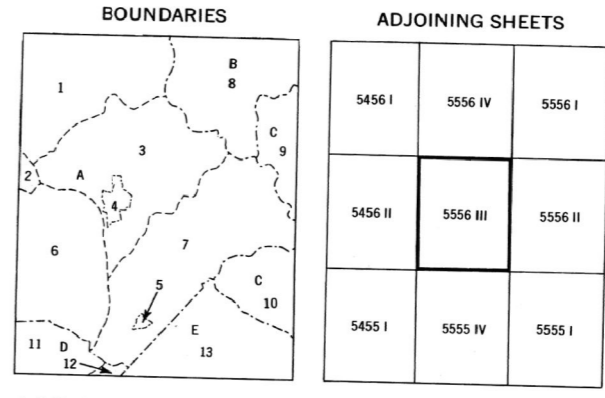 BOUNDARIES
B
8
1
C
9
3
2
A
4
6
7
5
C
10
E
11
D
12
13
ADJOINING SHEETS
5456 I
5556 IV
5556 I
5456 II
5556 III
5556 II
5455 I
5555 IV
5555 I